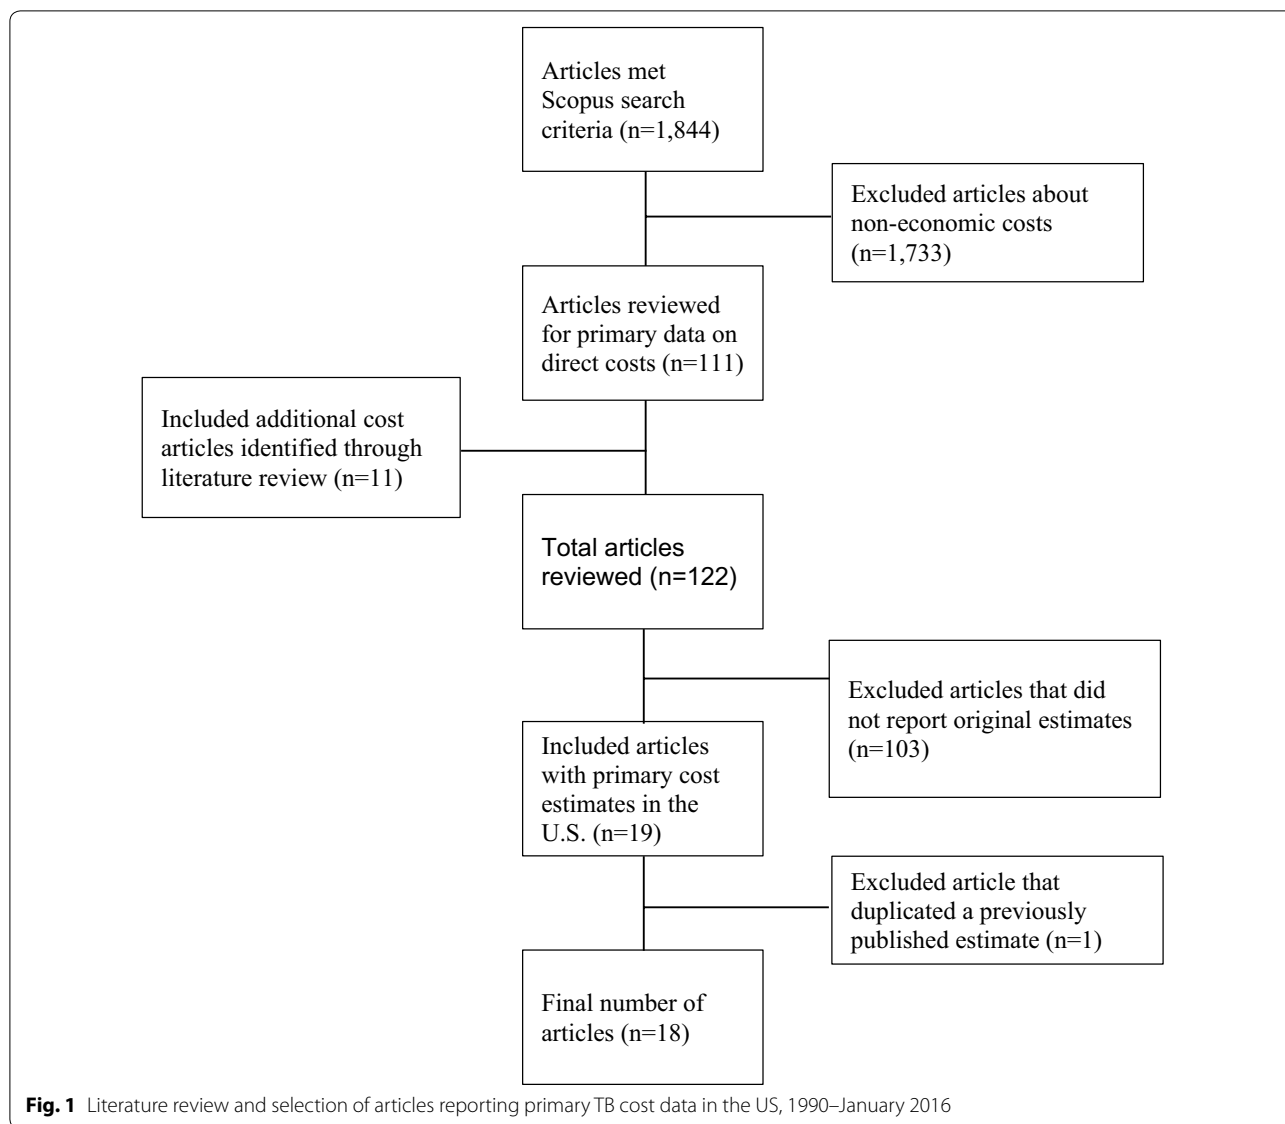 Articles met
Scopus search
criteria (n=1,844)
Excluded articles about
non-economic costs
(n=1,733)
Articles reviewed
for primary data on
direct costs (n=111)
Included additional cost
articles identified through
literature review (n=11)
Total articles
reviewed (n=122)
Excluded articles that did
not report original estimates
(n=103)
Included articles
with primary cost
estimates in the
U.S. (n=19)
Excluded article that
duplicated a previously
published estimate (n=1)
Final number of
articles (n=18)
Fig. 1 Literature review and selection of articles reporting primary TB cost data in the US, 1990–January 2016